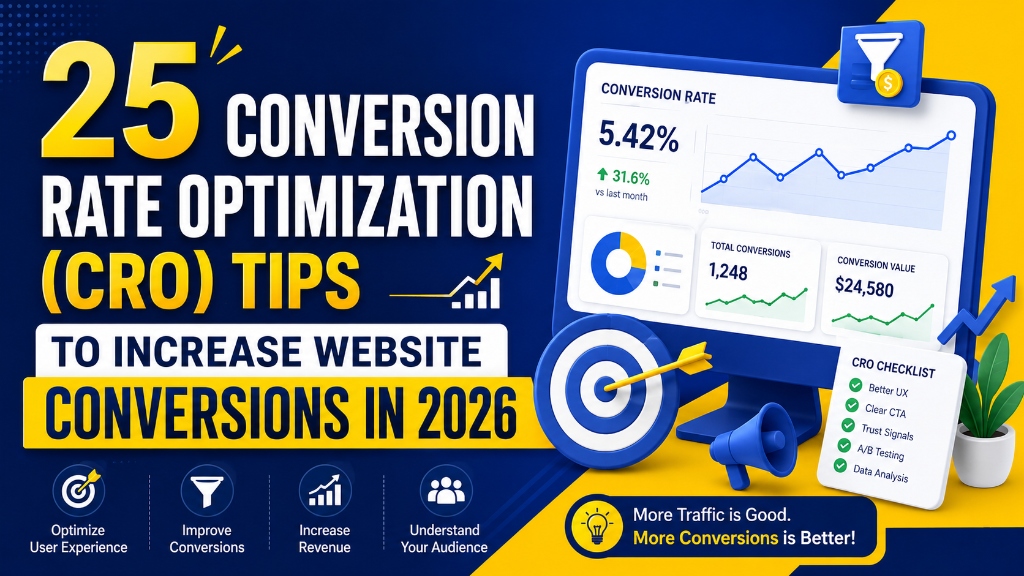 25 CONVERSION
RATE OPTIMIZATION
(CRO) TIPS
TO INCREASE WEBSITE
CONVERSIONS IN 2026
Optimize
User Experience
Improve
Conversions
Increase
Revenue
Understand
Your Audience
CONVERSION RATE
5.42%
31.6%
vs last month
TOTAL CONVERSIONS
1,248
CONVERSION VALUE
$24,580
$
CRO CHECKLIST
Better UX
Clear CTA
Trust Signals
A/B Testing
Data Analysis
More Traffic is Good.
More Conversions is Better!